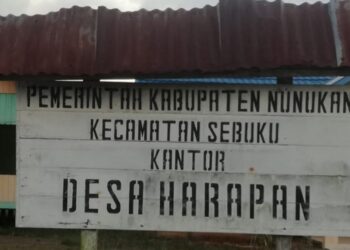 PEMERINTAH KABUPATEN NUNUKAN
KECAMATAN SEBUKU
KANTOR
DESA HARAPAN